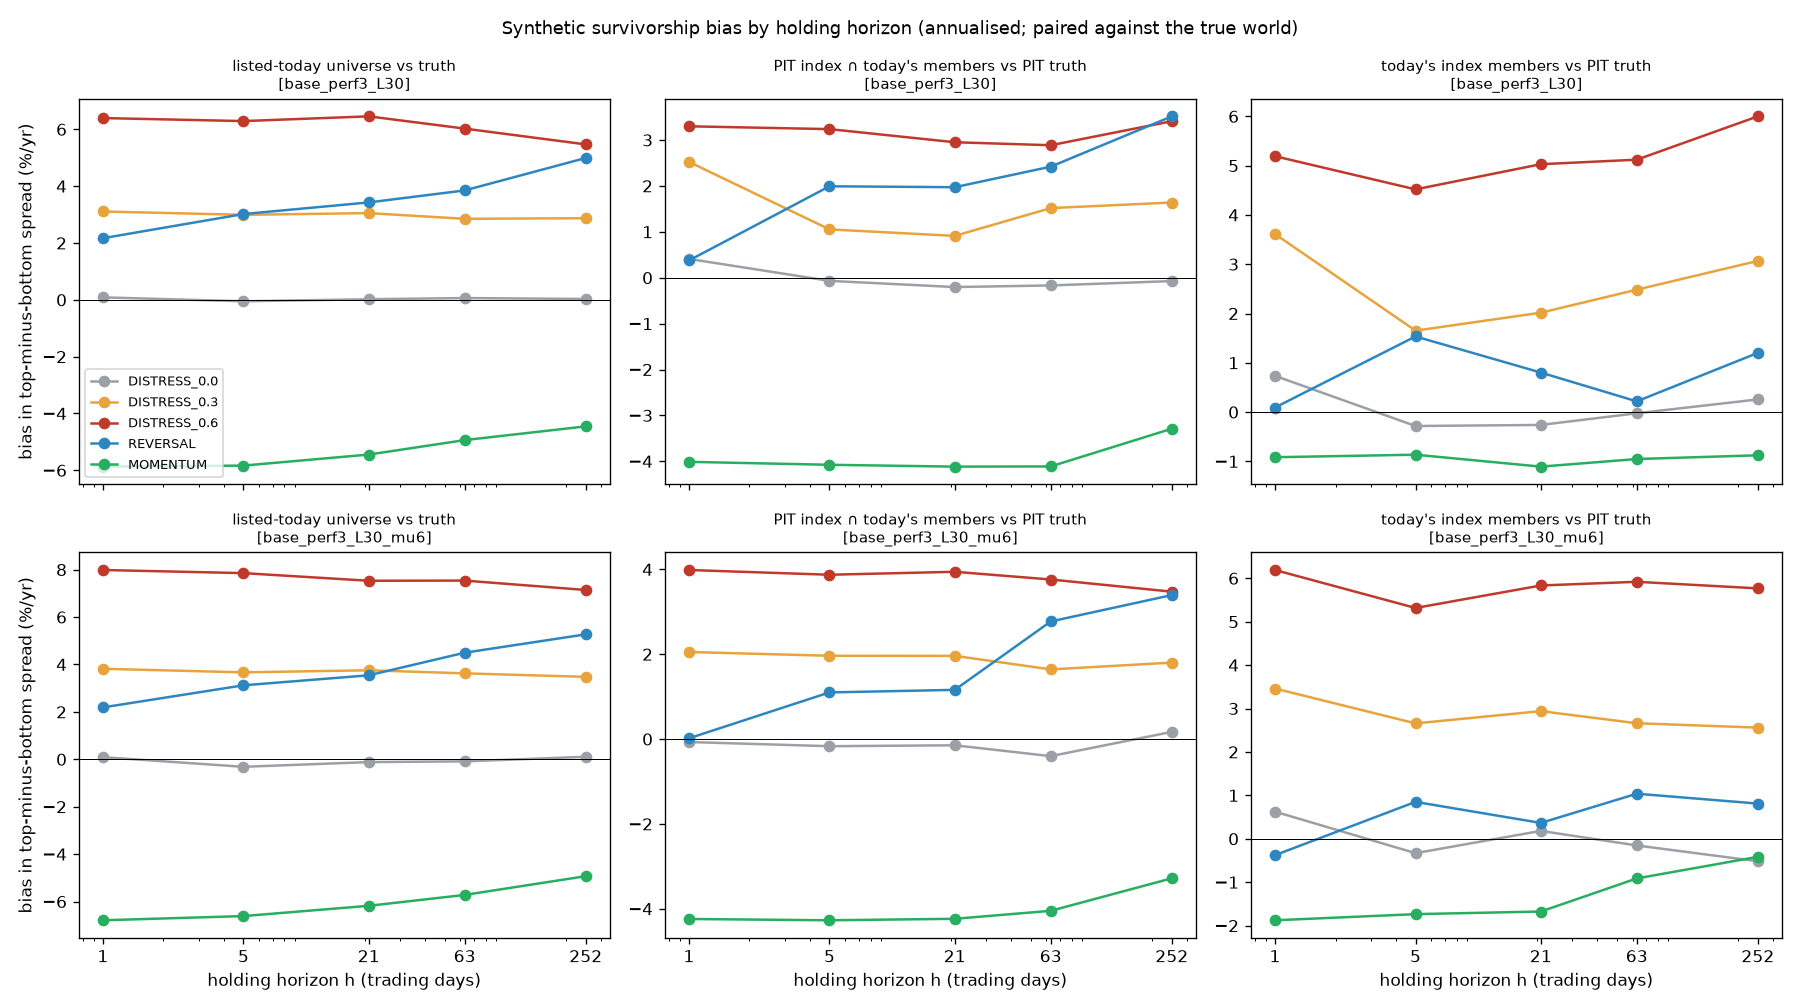 Synthetic survivorship bias by holding horizon (annualised; paired against the true world)
listed-today universe vs truth
[base_perf3_L30]
PIT index ∩ today's members vs PIT truth
[base_perf3_L30]
today's index members vs PIT truth
[base_perf3_L30]
bias in top-minus-bottom spread (%/yr)
6
4
2
0
−2
−4
−6
DISTRESS_0.0
DISTRESS_0.3
DISTRESS_0.6
REVERSAL
MOMENTUM
3
2
1
0
−1
−2
−3
−4
6
5
4
3
2
1
0
−1
listed-today universe vs truth
[base_perf3_L30_mu6]
PIT index ∩ today's members vs PIT truth
[base_perf3_L30_mu6]
today's index members vs PIT truth
[base_perf3_L30_mu6]
bias in top-minus-bottom spread (%/yr)
8
6
4
2
0
−2
−4
−6
1 5 21 63 252
holding horizon h (trading days)
4
2
0
−2
−4
1 5 21 63 252
holding horizon h (trading days)
6
5
4
3
2
1
0
−1
−2
1 5 21 63 252
holding horizon h (trading days)